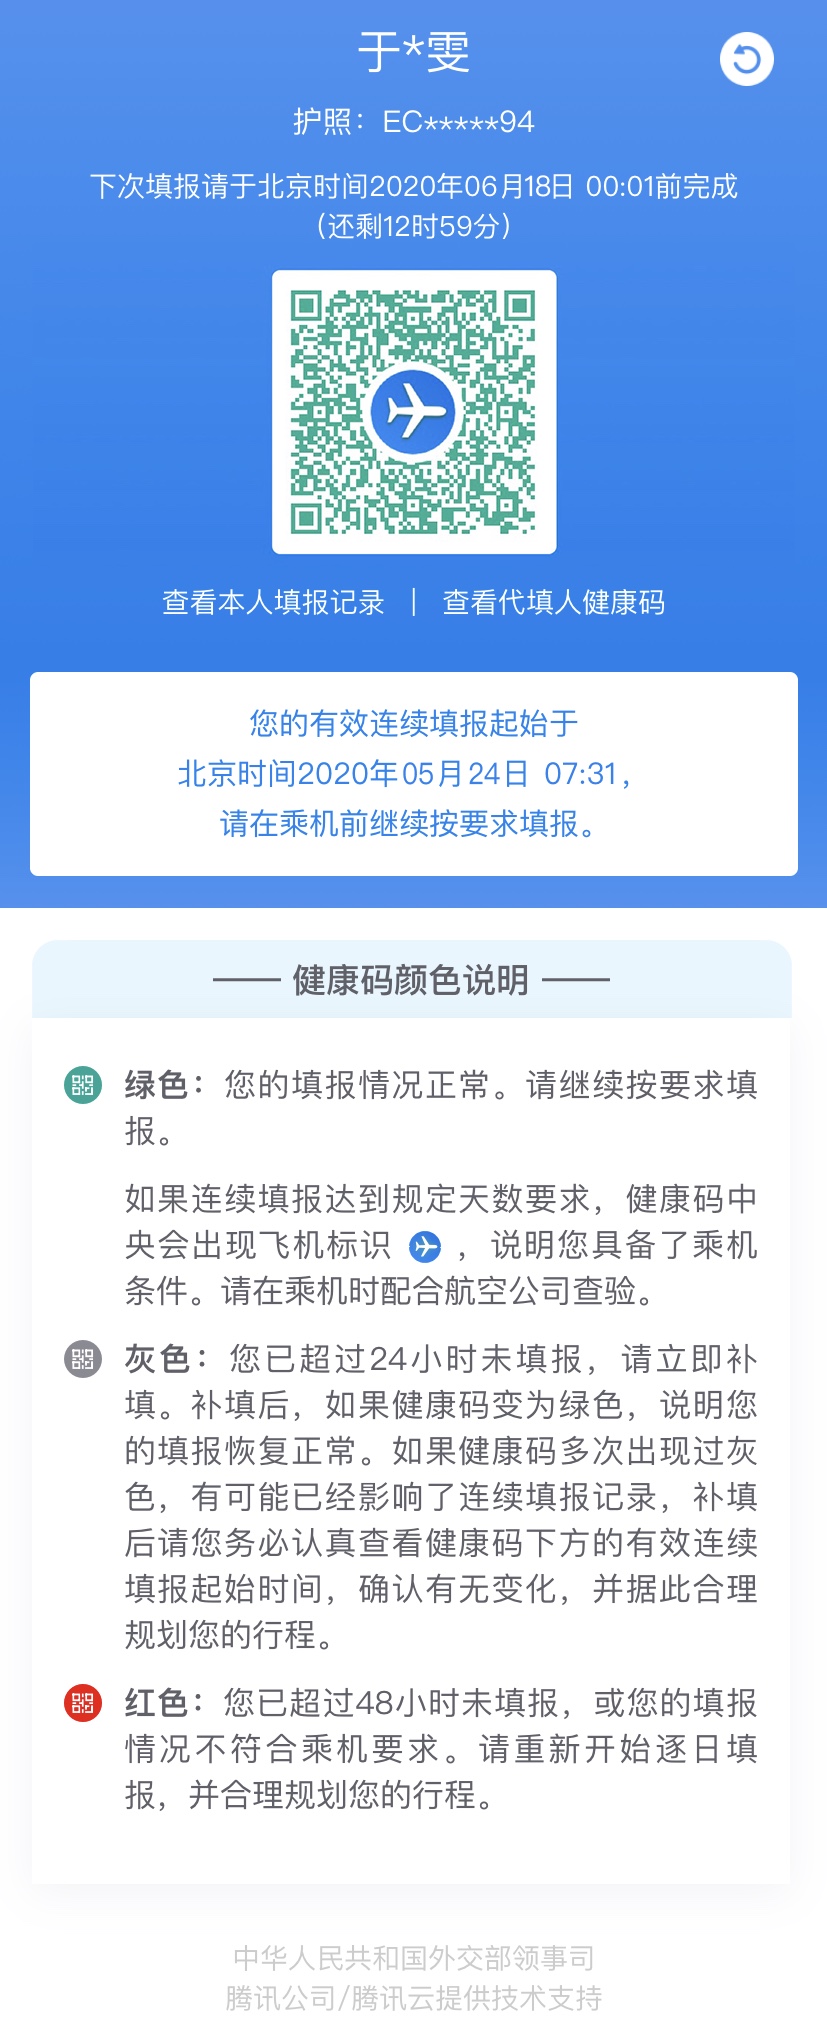 于*雯
护照：EC*****94
下次填报请于北京时间2020年06月18日 00:01前完成
（还剩12时59分）
查看本人填报记录 | 查看代填人健康码
您的有效连续填报起始于
北京时间2020年05月24日 07:31，
请在乘机前继续按要求填报。
健康码颜色说明
绿色：您的填报情况正常。请继续按要求填
报。
如果连续填报达到规定天数要求，健康码中
央会出现飞机标识 ，说明您具备了乘机
条件。请在乘机时配合航空公司查验。
灰色：您已超过24小时未填报，请立即补
填。补填后，如果健康码变为绿色，说明您
的填报恢复正常。如果健康码多次出现过灰
色，有可能已经影响了连续填报记录，补填
后请您务必认真查看健康码下方的有效连续
填报起始时间，确认有无变化，并据此合理
规划您的行程。
红色：您已超过48小时未填报，或您的填报
情况不符合乘机要求。请重新开始逐日填
报，并合理规划您的行程。
中华人民共和国外交部领事司
腾讯公司/腾讯云提供技术支持